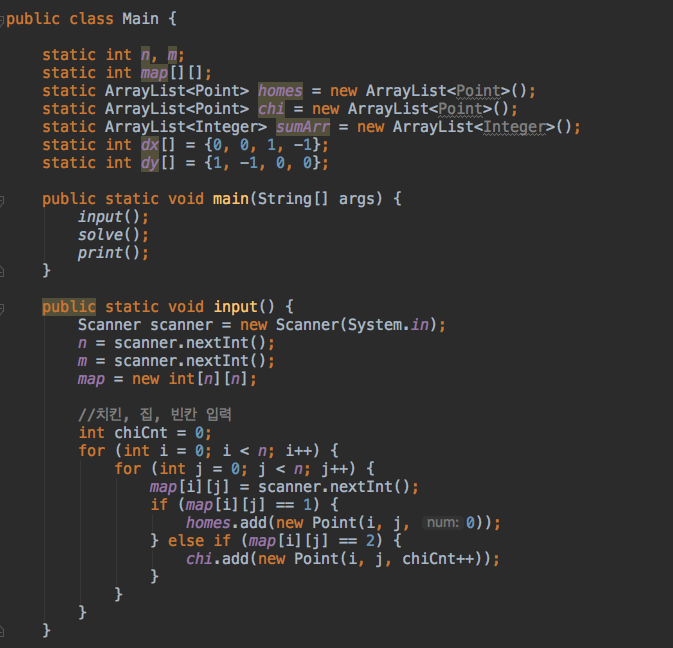 public class Main {
static int n, m;
static int map[][];
static ArrayList<Point> homes = new ArrayList<Point>();
static ArrayList<Point> chi = new ArrayList<Point>();
static ArrayList<Integer> sumArr = new ArrayList<Integer>();
static int dx[] = {0, 0, 1, -1};
static int dy[] = {1, -1, 0, 0};
public static void main(String[] args) {
input();
solve();
print();
}
public static void input() {
Scanner scanner = new Scanner(System.in);
n = scanner.nextInt();
m = scanner.nextInt();
map = new int[n][n];
//치킨, 집, 빈칸 입력
int chiCnt = 0;
for (int i = 0; i < n; i++) {
for (int j = 0; j < n; j++) {
map[i][j] = scanner.nextInt();
if (map[i][j] == 1) {
homes.add(new Point(i, j, num: 0));
} else if (map[i][j] == 2) {
chi.add(new Point(i, j, chiCnt++));
}
}
}
}